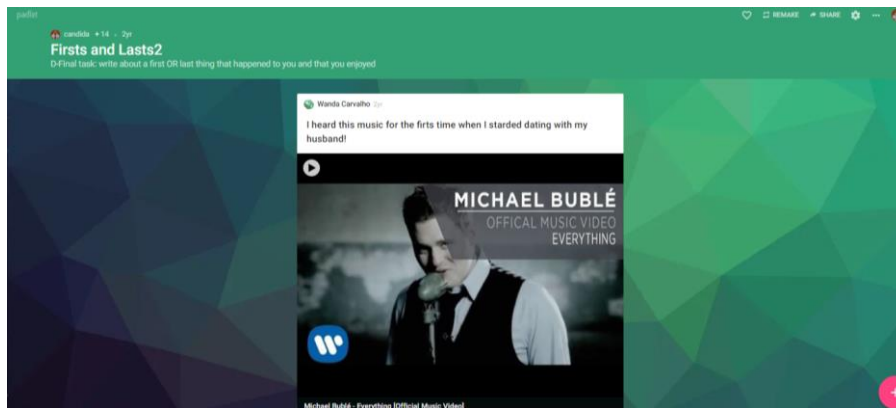 padlet
REMAKE
SHARE
candida +14 · 2yr
Firsts and Lasts2
D-Final task: write about a first OR last thing that happened to you and that you enjoyed
Wanda Carvalho 2yr
I heard this music for the firts time when I starded dating with my
husband!
MICHAEL BUBLÉ
OFFICAL MUSIC VIDEO
EVERYTHING
Michael Bublé - Everything [Official Music Video]